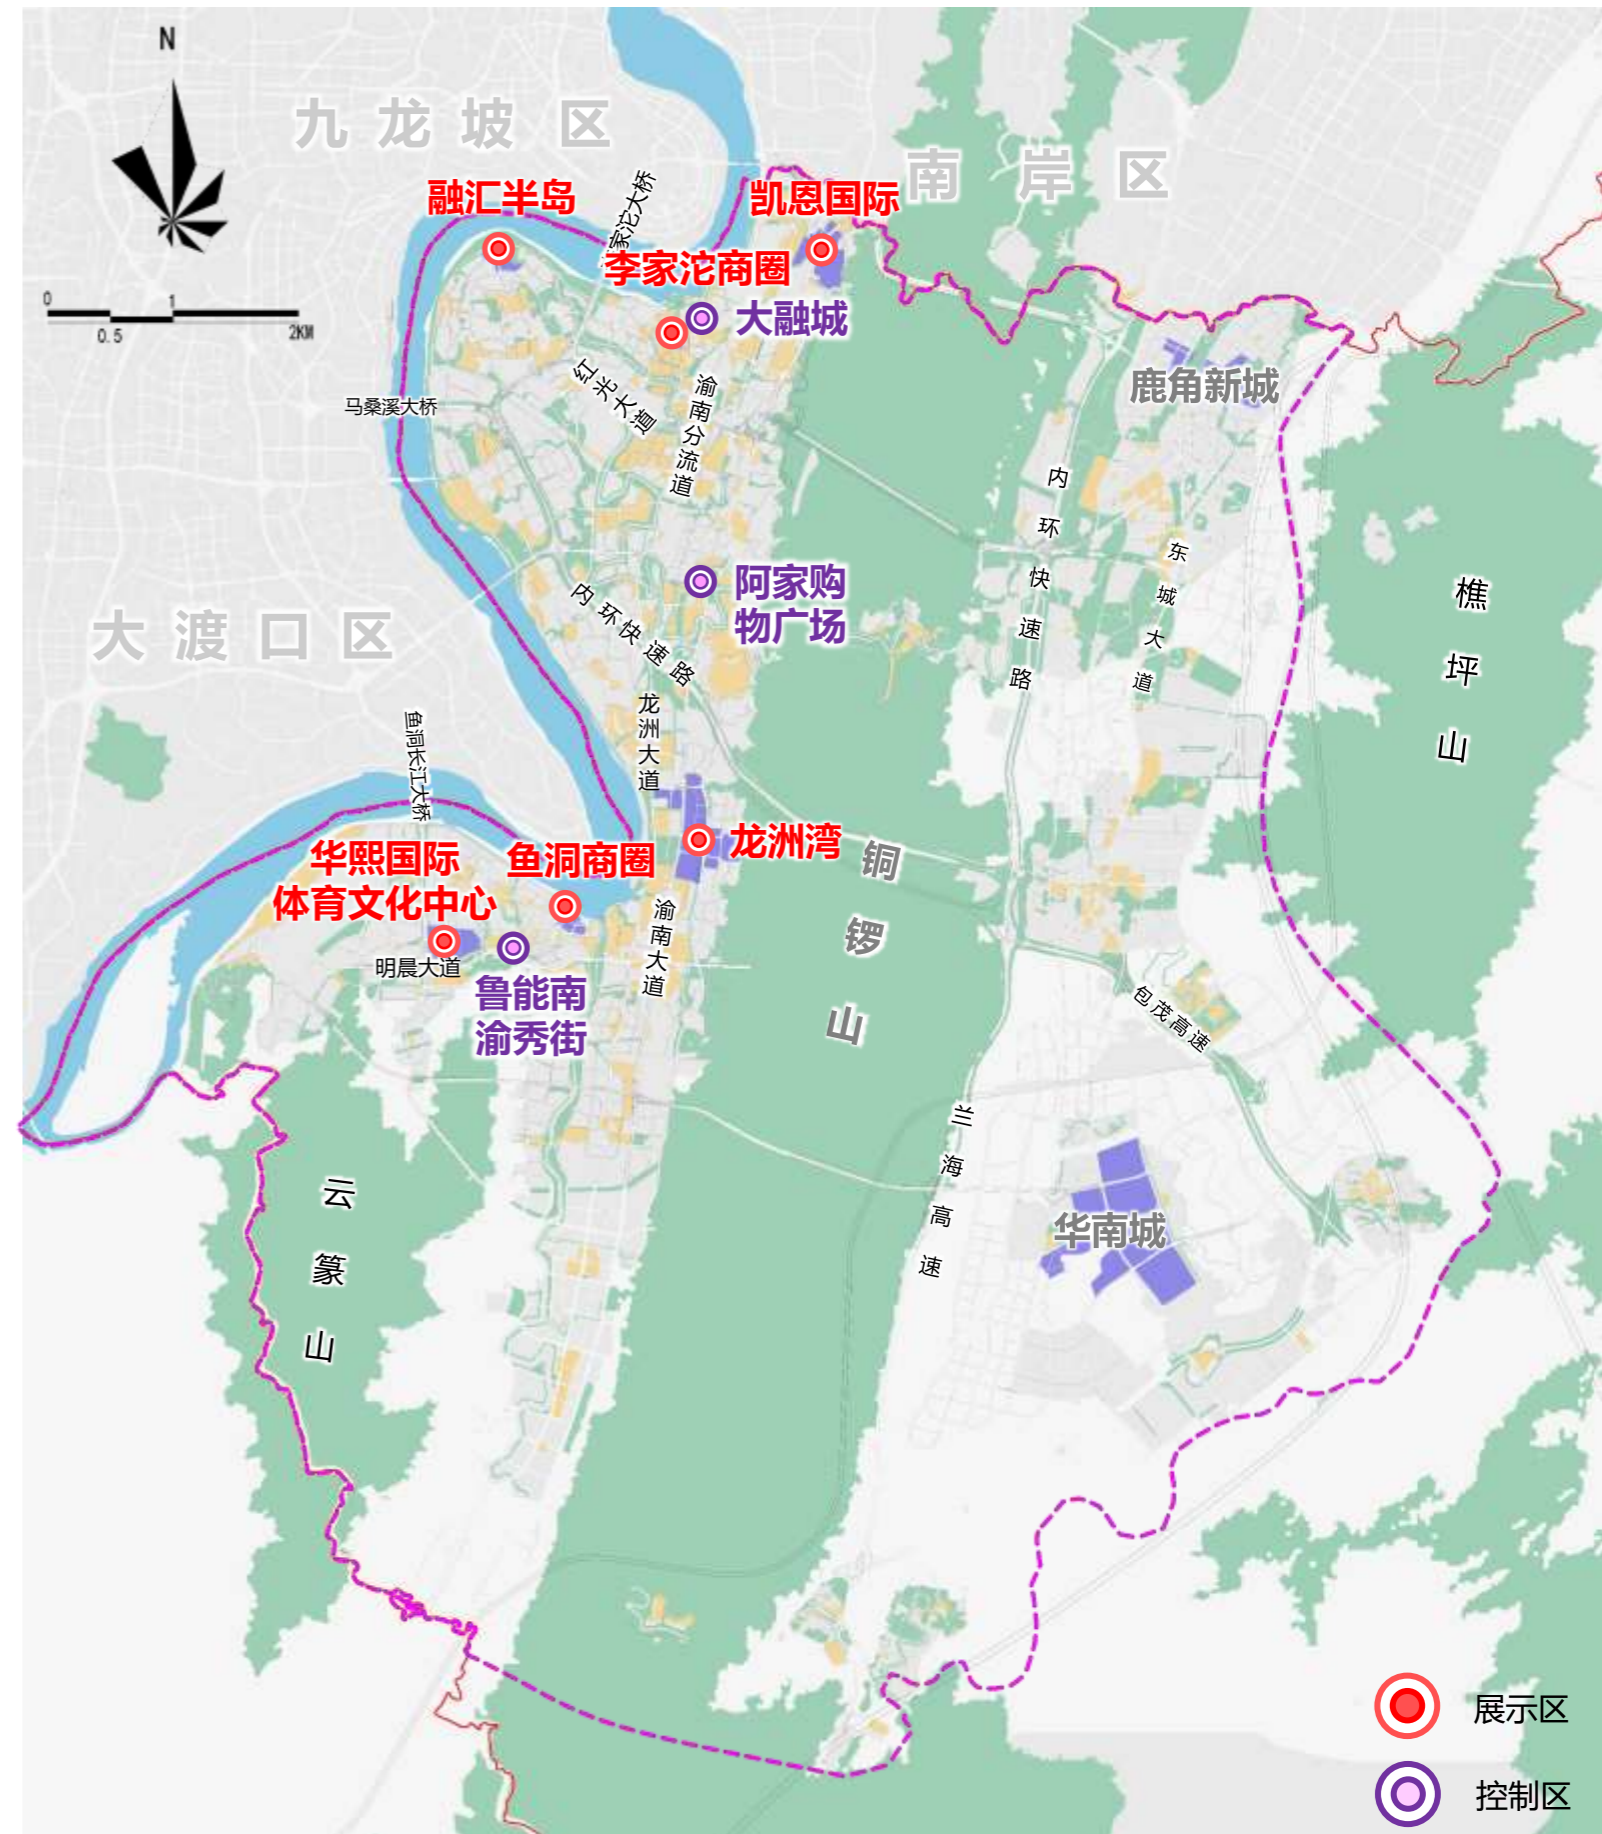 N
九龙坡区
南岸区
融汇半岛
家沱大桥
凯恩国际
李家沱商圈
大融城
0
1
0.5
2KM
鹿角新城
马桑溪大桥
红光大道
渝南分流道
内环快速路
东城大道
阿家购
物广场
樵坪山
内环快速路
大渡口区
龙洲大道
鱼洞长江大桥
华熙国际
体育文化中心
鱼洞商圈
龙洲湾
铜锣山
渝南大道
明晨大道
鲁能南
渝秀街
包茂高速
兰海高速
云篆山
华南城
展示区
控制区